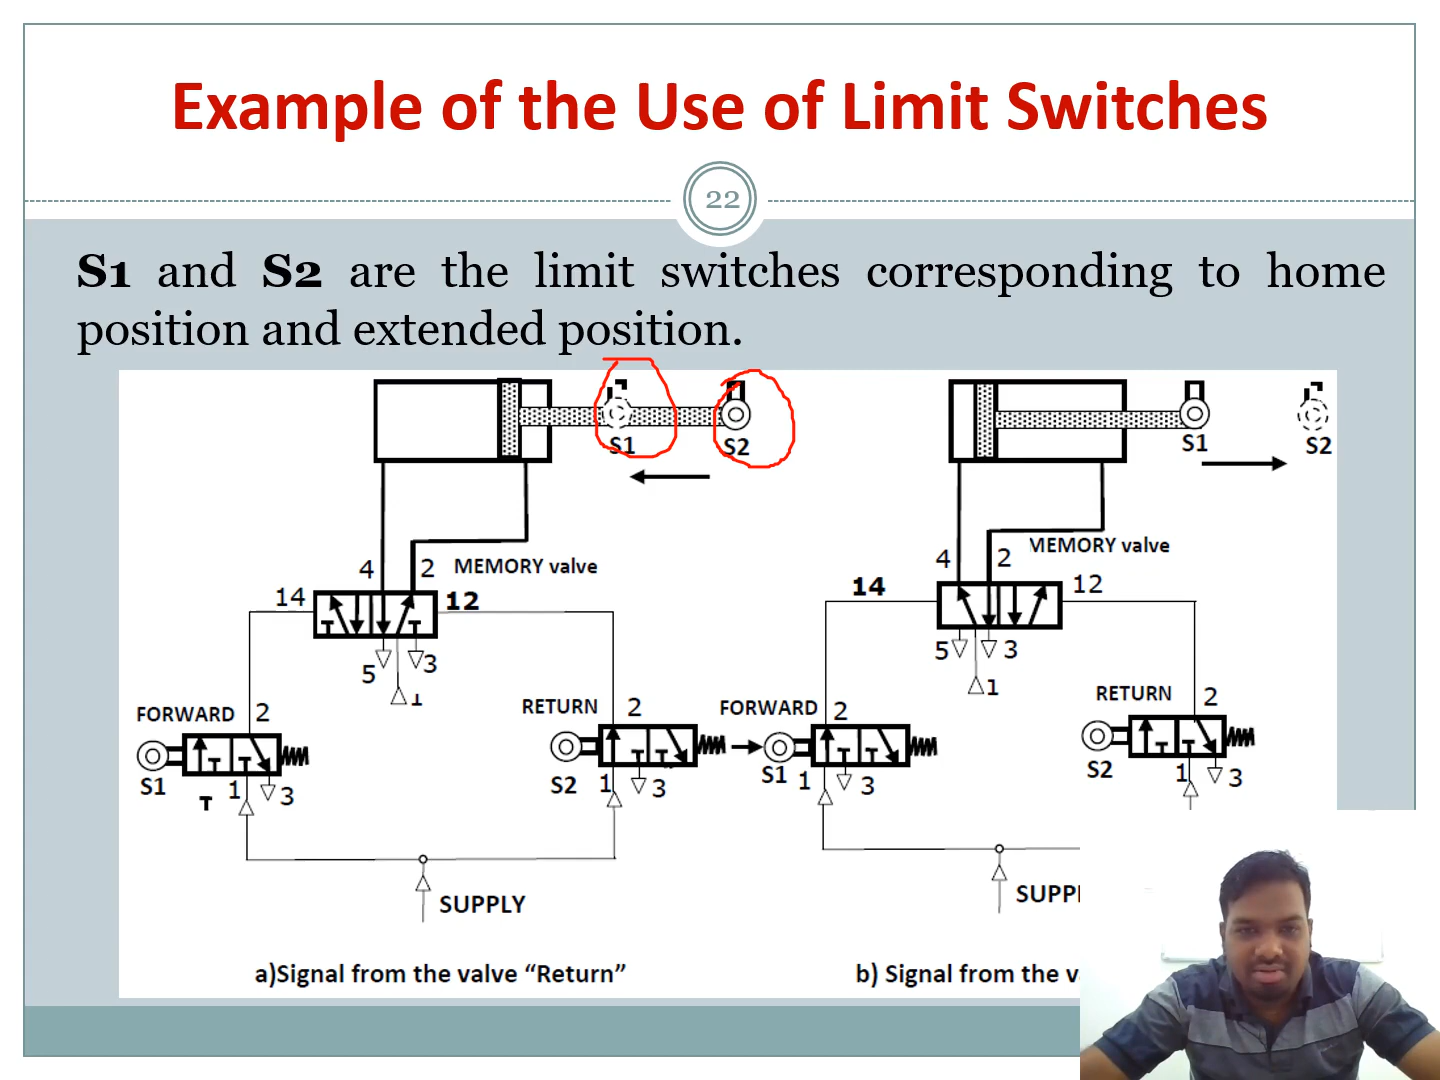 Example of the Use of Limit Switches
22
S1 and S2 are the limit switches corresponding to home
position and extended position.
S1
S2
S1
S2
4
2
MEMORY valve
14
12
5
3
1
FORWARD
2
S1
T
1
3
RETURN
2
S2
1
3
SUPPLY
a)Signal from the valve “Return”
4
2
MEMORY valve
14
12
5
3
1
FORWARD
2
S1
1
3
RETURN
2
S2
1
3
b) Signal from the